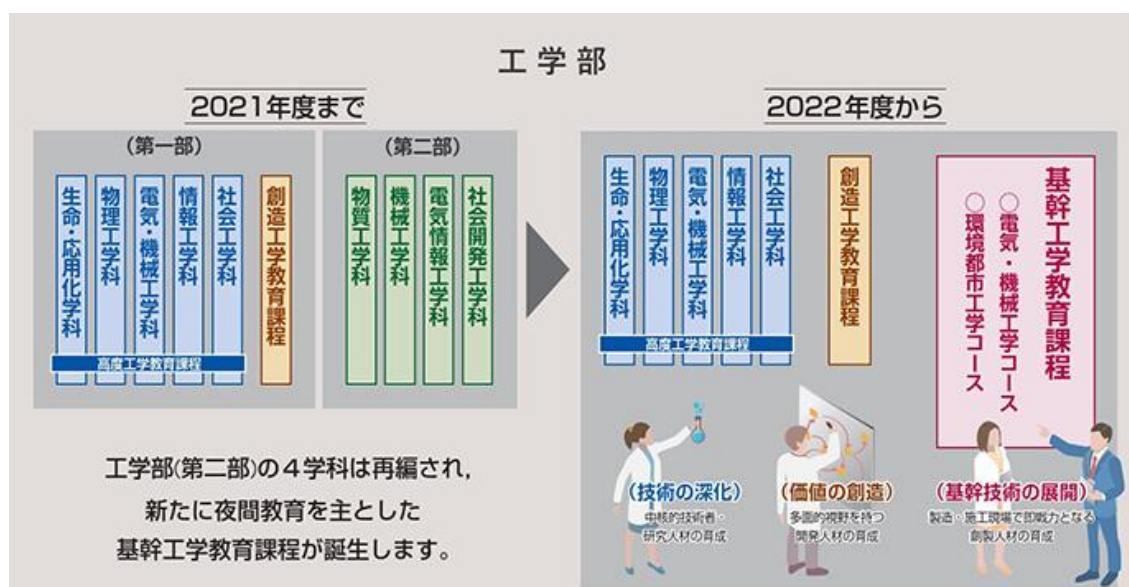 工学部
2021年度まで
(第一部)
生命・応用化学科
物理工学科
電気・機械工学科
情報工学科
社会工学科
高度工学教育課程
創造工学教育課程
(第二部)
物質工学科
機械工学科
電気情報工学科
社会開発工学科
工学部(第二部)の4学科は再編され,
新たに夜間教育を主とした
基幹工学教育課程が誕生します。
2022年度から
生命・応用化学科
物理工学科
電気・機械工学科
情報工学科
社会工学科
高度工学教育課程
創造工学教育課程
基幹工学教育課程
○電気・機械工学コース
○環境都市工学コース
(技術の深化)
中核的技術者・
研究人材の育成
(価値の創造)
多面的視野を持つ
開発人材の育成
(基幹技術の展開)
製造・施工現場で即戦力となる
創製人材の育成